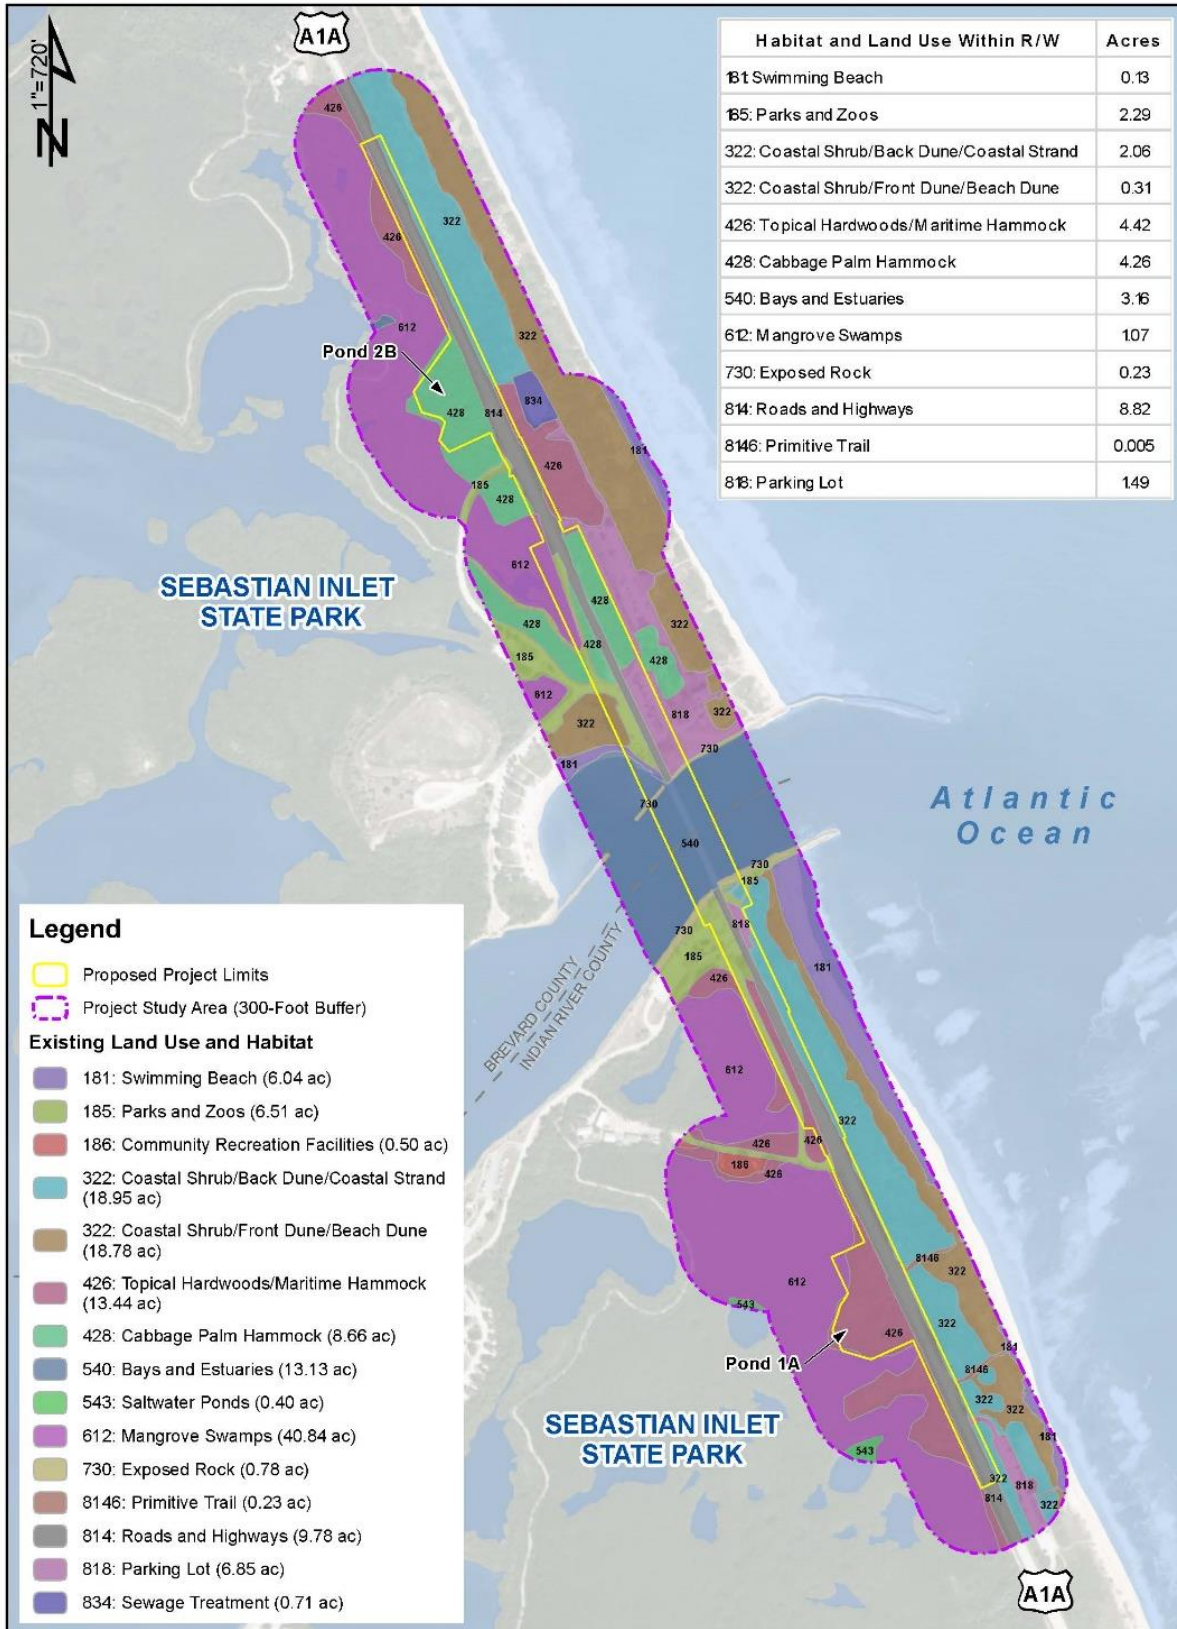 A1A
1"=720'
N
Habitat and Land Use Within R/W Acres
181: Swimming Beach 0.13
185: Parks and Zoos 2.29
322: Coastal Shrub/Back Dune/Coastal Strand 2.06
322: Coastal Shrub/Front Dune/Beach Dune 0.31
426: Topical Hardwoods/Maritime Hammock 4.42
428: Cabbage Palm Hammock 4.26
540: Bays and Estuaries 3.16
612: Mangrove Swamps 1.07
730: Exposed Rock 0.23
814: Roads and Highways 8.82
8146: Primitive Trail 0.005
818: Parking Lot 1.49
426
322
426
612
322
Pond 2B
834
428
814
181
426
185
428
612
SEBASTIAN INLET
STATE PARK
428
428
322
428
185
428
612
818
322
322
730
181
730
Atlantic
Ocean
540
730
185
818
730
185
181
426
BREVARD COUNTY
INDIAN RIVER COUNTY
612
322
426
426
186
426
8146
322
612
543
322
426
181
Pond 1A
8146
322
322
SEBASTIAN INLET
STATE PARK
181
543
322
818
814
322
A1A
Legend
Proposed Project Limits
Project Study Area (300-Foot Buffer)
Existing Land Use and Habitat
181: Swimming Beach (6.04 ac)
185: Parks and Zoos (6.51 ac)
186: Community Recreation Facilities (0.50 ac)
322: Coastal Shrub/Back Dune/Coastal Strand
(18.95 ac)
322: Coastal Shrub/Front Dune/Beach Dune
(18.78 ac)
426: Topical Hardwoods/Maritime Hammock
(13.44 ac)
428: Cabbage Palm Hammock (8.66 ac)
540: Bays and Estuaries (13.13 ac)
543: Saltwater Ponds (0.40 ac)
612: Mangrove Swamps (40.84 ac)
730: Exposed Rock (0.78 ac)
8146: Primitive Trail (0.23 ac)
814: Roads and Highways (9.78 ac)
818: Parking Lot (6.85 ac)
834: Sewage Treatment (0.71 ac)